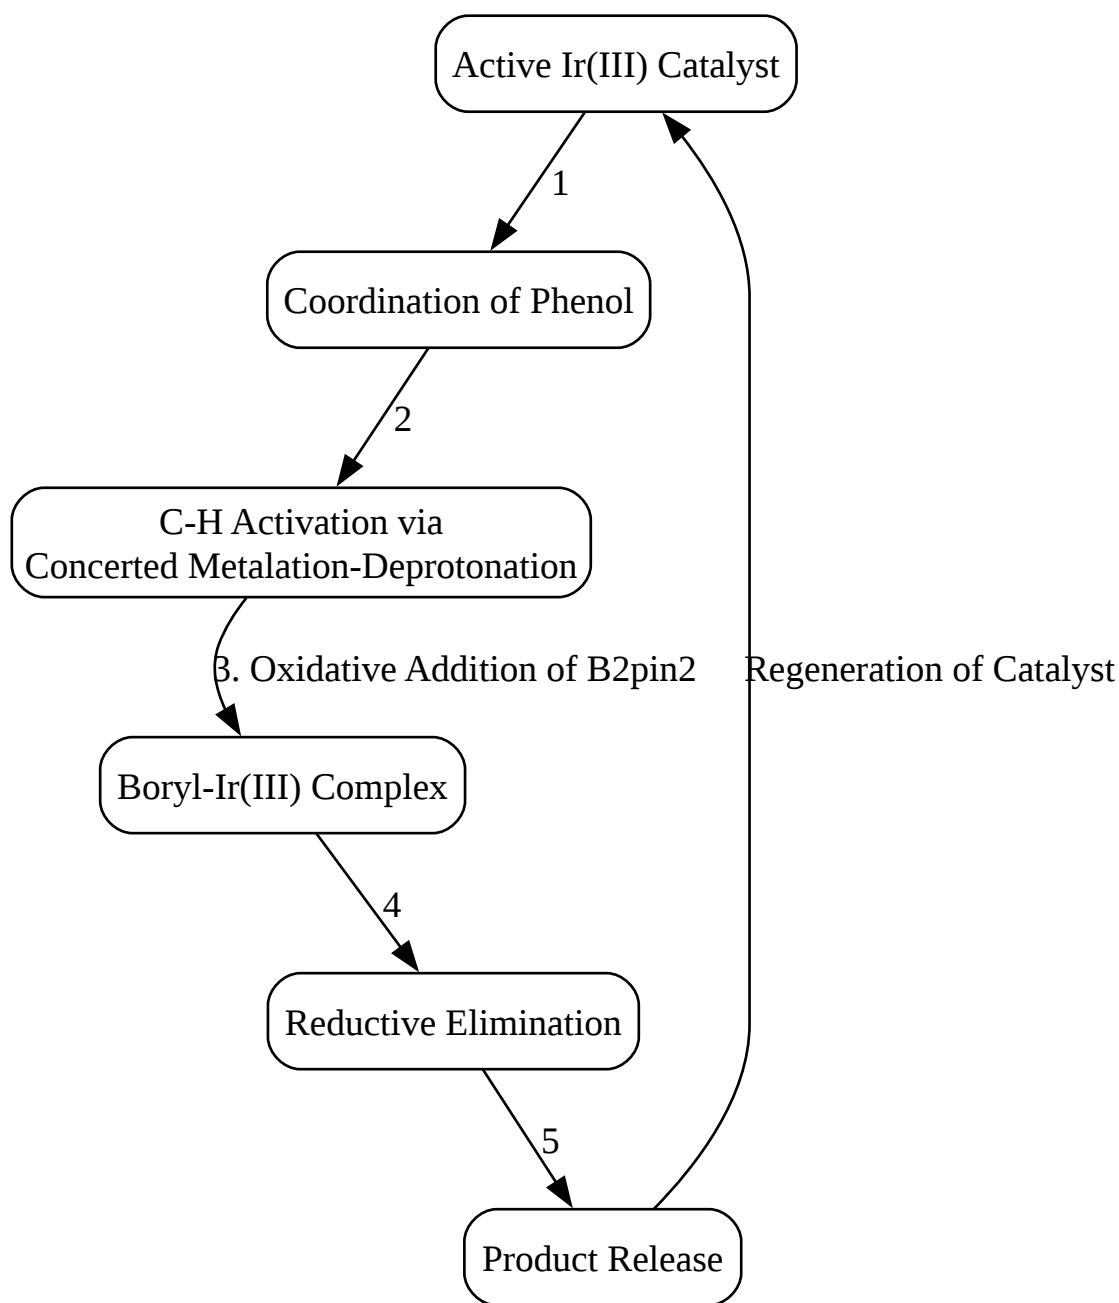 Active Ir(III) Catalyst
1
Coordination of Phenol
2
C-H Activation via
Concerted Metalation-Deprotonation
3. Oxidative Addition of B2pin2
Regeneration of Catalyst
Boryl-Ir(III) Complex
4
Reductive Elimination
5
Product Release